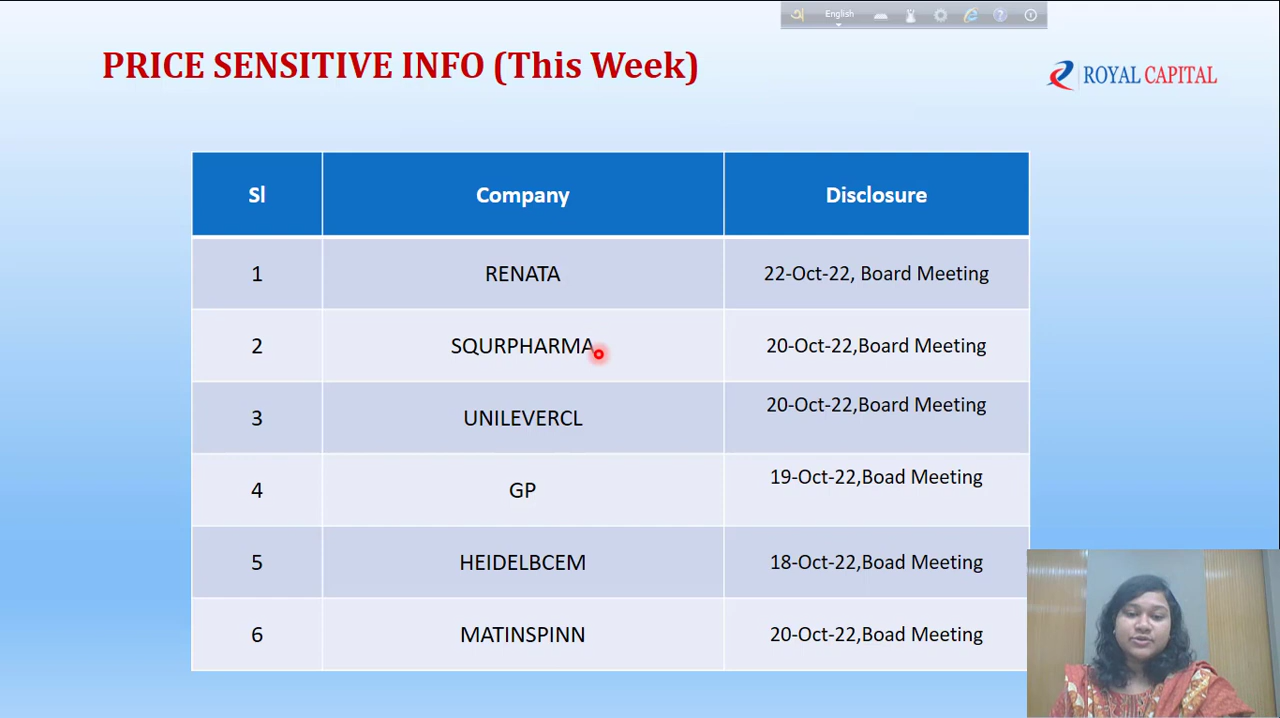 English
PRICE SENSITIVE INFO (This Week)
ROYAL CAPITAL
Sl Company Disclosure
1 RENATA 22-Oct-22, Board Meeting
2 SQURPHARMA 20-Oct-22,Board Meeting
3 UNILEVERCL 20-Oct-22,Board Meeting
4 GP 19-Oct-22,Boad Meeting
5 HEIDELBCEM 18-Oct-22,Boad Meeting
6 MATINSPINN 20-Oct-22,Boad Meeting